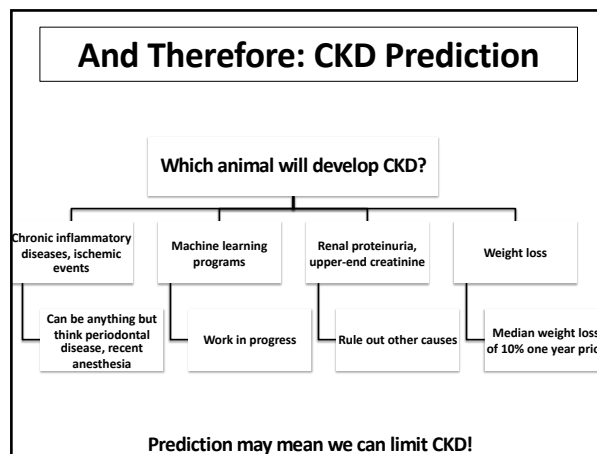 And Therefore: CKD Prediction
Which animal will develop CKD?
Chronic inflammatory
diseases, ischemic
events
Can be anything but
think periodontal
disease, recent
anesthesia
Machine learning
programs
Work in progress
Renal proteinuria,
upper-end creatinine
Rule out other causes
Weight loss
Median weight loss
of 10% one year prio
Prediction may mean we can limit CKD!